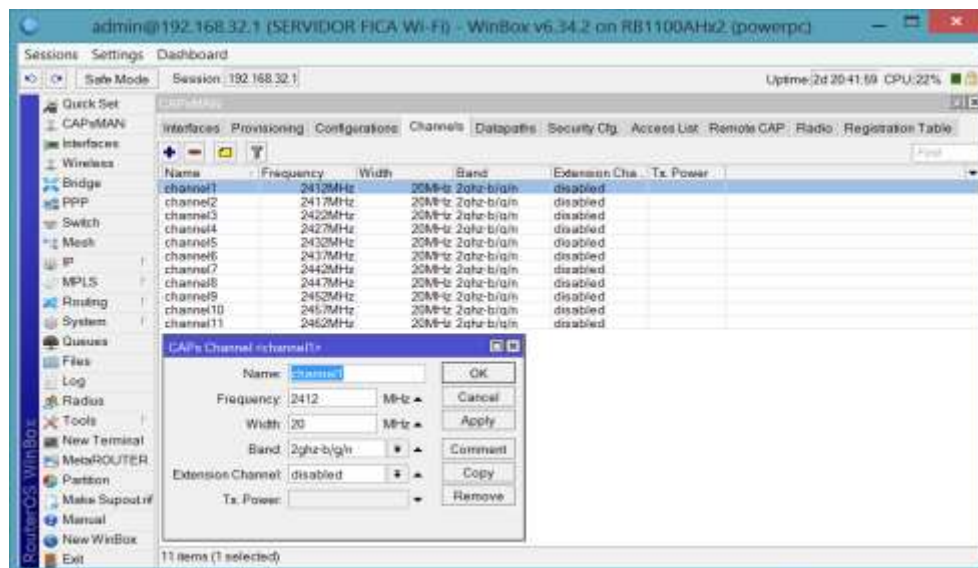 admin@192.168.32.1 (SERVIDOR FICA Wi-Fi) - WinBox v6.34.2 on RB1100AHx2 (powerpc)
Sessions Settings Dashboard
Safe Mode Session: 192.168.32.1 Uptime: 2d 20:41:59 CPU: 22%
Quick Set
CAPsMAN
Interfaces
Wireless
Bridge
PPP
Switch
Mesh
IP
MPLS
Routing
System
Queues
Files
Log
Radius
Tools
New Terminal
MetaROUTER
Partition
Make Supout.rif
Manual
New WinBox
Exit
RouterOS WinBox
CAPsMAN
Interfaces Provisioning Configurations Channels Datapaths Security Cfg. Access List Remote CAP Radio Registration Table
Find
Name Frequency Width Band Extension Cha... Tx. Power
channel1 2412MHz 20MHz 2ghz-b/g/n disabled
channel2 2417MHz 20MHz 2ghz-b/g/n disabled
channel3 2422MHz 20MHz 2ghz-b/g/n disabled
channel4 2427MHz 20MHz 2ghz-b/g/n disabled
channel5 2432MHz 20MHz 2ghz-b/g/n disabled
channel6 2437MHz 20MHz 2ghz-b/g/n disabled
channel7 2442MHz 20MHz 2ghz-b/g/n disabled
channel8 2447MHz 20MHz 2ghz-b/g/n disabled
channel9 2452MHz 20MHz 2ghz-b/g/n disabled
channel10 2457MHz 20MHz 2ghz-b/g/n disabled
channel11 2462MHz 20MHz 2ghz-b/g/n disabled
CAPs Channel <channel1>
Name: channel1 OK
Frequency: 2412 MHz Cancel
Width: 20 MHz Apply
Band: 2ghz-b/g/n Comment
Extension Channel: disabled Copy
Tx. Power: Remove
11 items (1 selected)